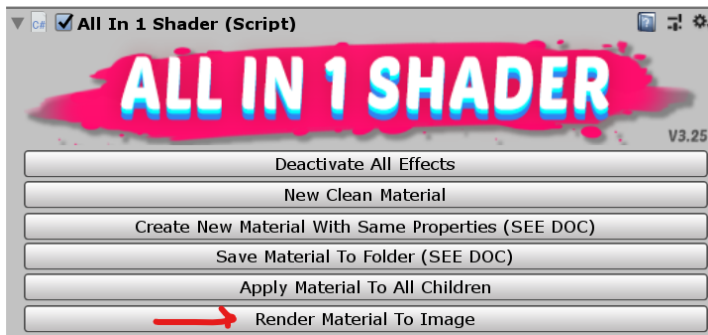 C# All In 1 Shader (Script)
ALL IN 1 SHADER
V3.25
Deactivate All Effects
New Clean Material
Create New Material With Same Properties (SEE DOC)
Save Material To Folder (SEE DOC)
Apply Material To All Children
Render Material To Image